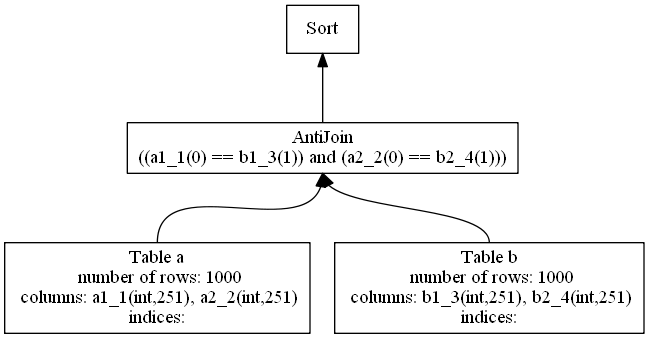 Sort
AntiJoin
((a1_1(0) == b1_3(1)) and (a2_2(0) == b2_4(1)))
Table a
number of rows: 1000
columns: a1_1(int,251), a2_2(int,251)
indices:
Table b
number of rows: 1000
columns: b1_3(int,251), b2_4(int,251)
indices: